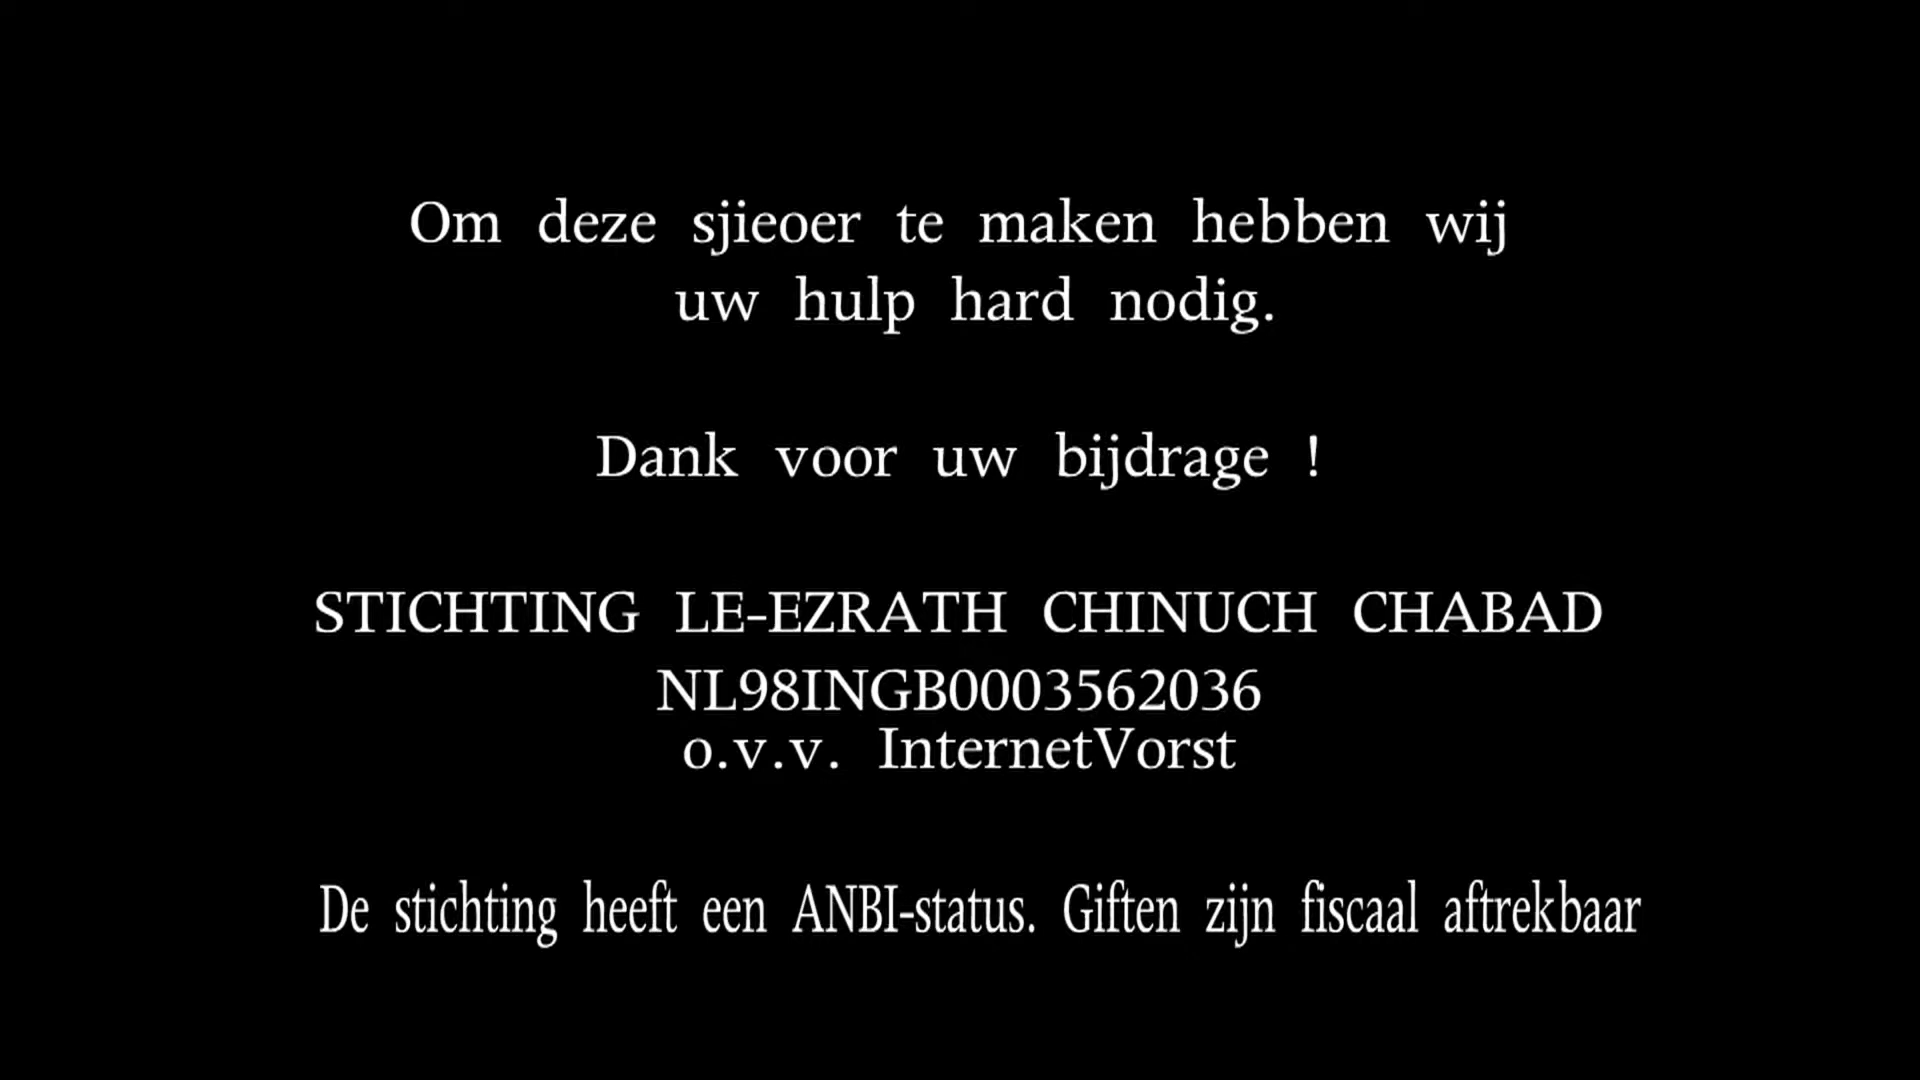 Om deze sjieoer te maken hebben wij
uw hulp hard nodig.
Dank voor uw bijdrage !
STICHTING LE-EZRATH CHINUCH CHABAD
NL98INGB0003562036
o.v.v. InternetVorst
De stichting heeft een ANBI-status. Giften zijn fiscaal aftrekbaar